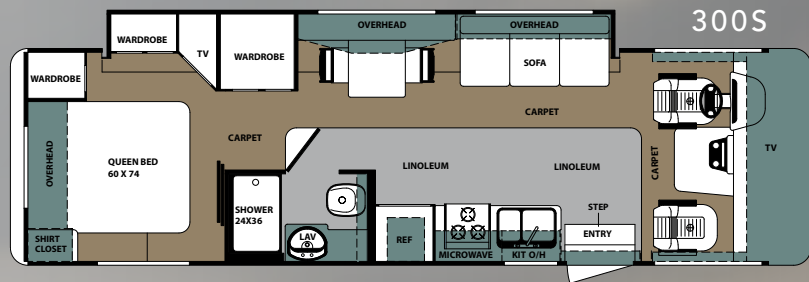 300S
OVERHEAD
OVERHEAD
WARDROBE
TV
WARDROBE
SOFA
WARDROBE
CARPET
CARPET
OVERHEAD
QUEEN BED
60 X 74
LINOLEUM
LINOLEUM
CARPET
TV
SHOWER
24X36
STEP
ENTRY
LAV
REF
SHIRT
CLOSET
MICROWAVE
KIT O/H